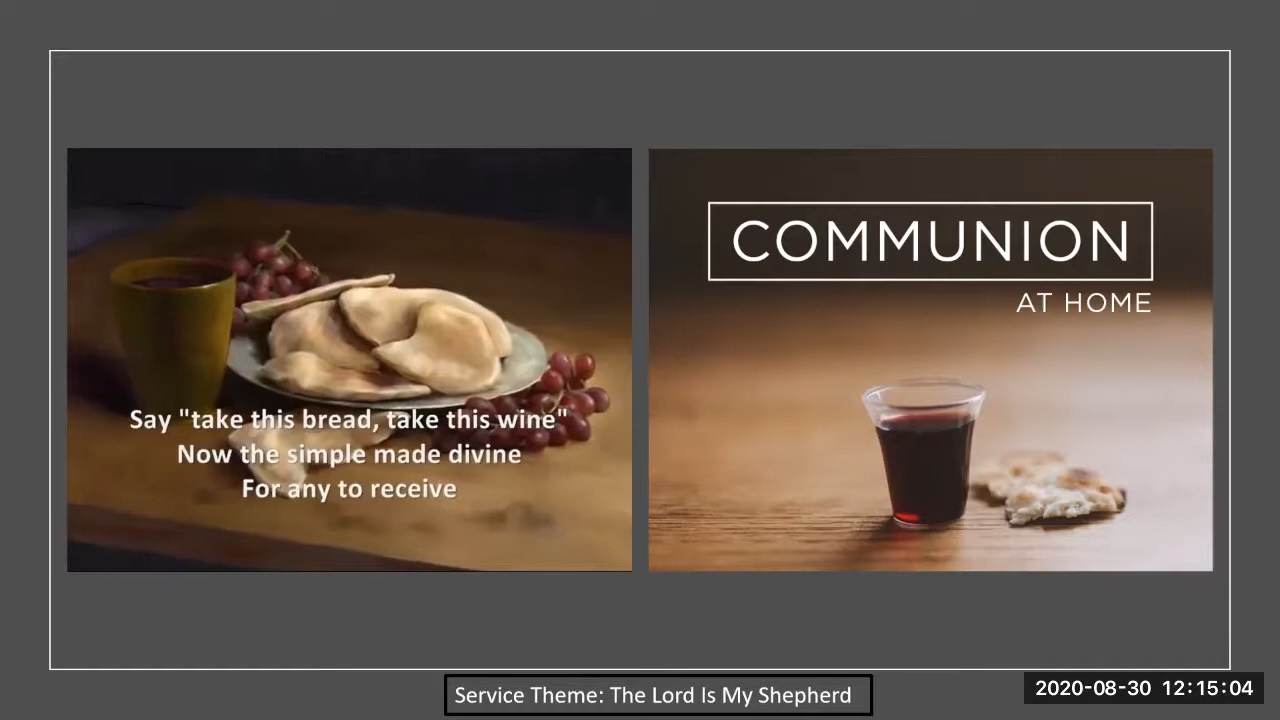 Say "take this bread, take this wine"
Now the simple made divine
For any to receive
COMMUNION
AT HOME
Service Theme: The Lord Is My Shepherd
2020-08-30 12:15:04